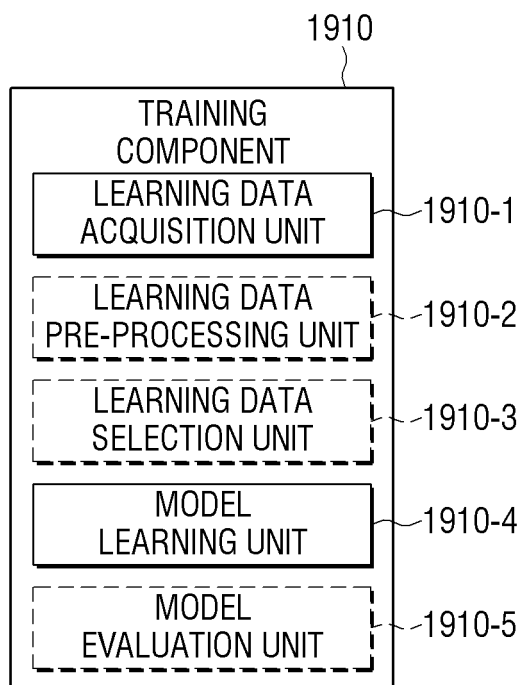 1910
TRAINING
COMPONENT
LEARNING DATA
ACQUISITION UNIT
1910-1
LEARNING DATA
PRE-PROCESSING UNIT
1910-2
LEARNING DATA
SELECTION UNIT
1910-3
MODEL
LEARNING UNIT
1910-4
MODEL
EVALUATION UNIT
1910-5